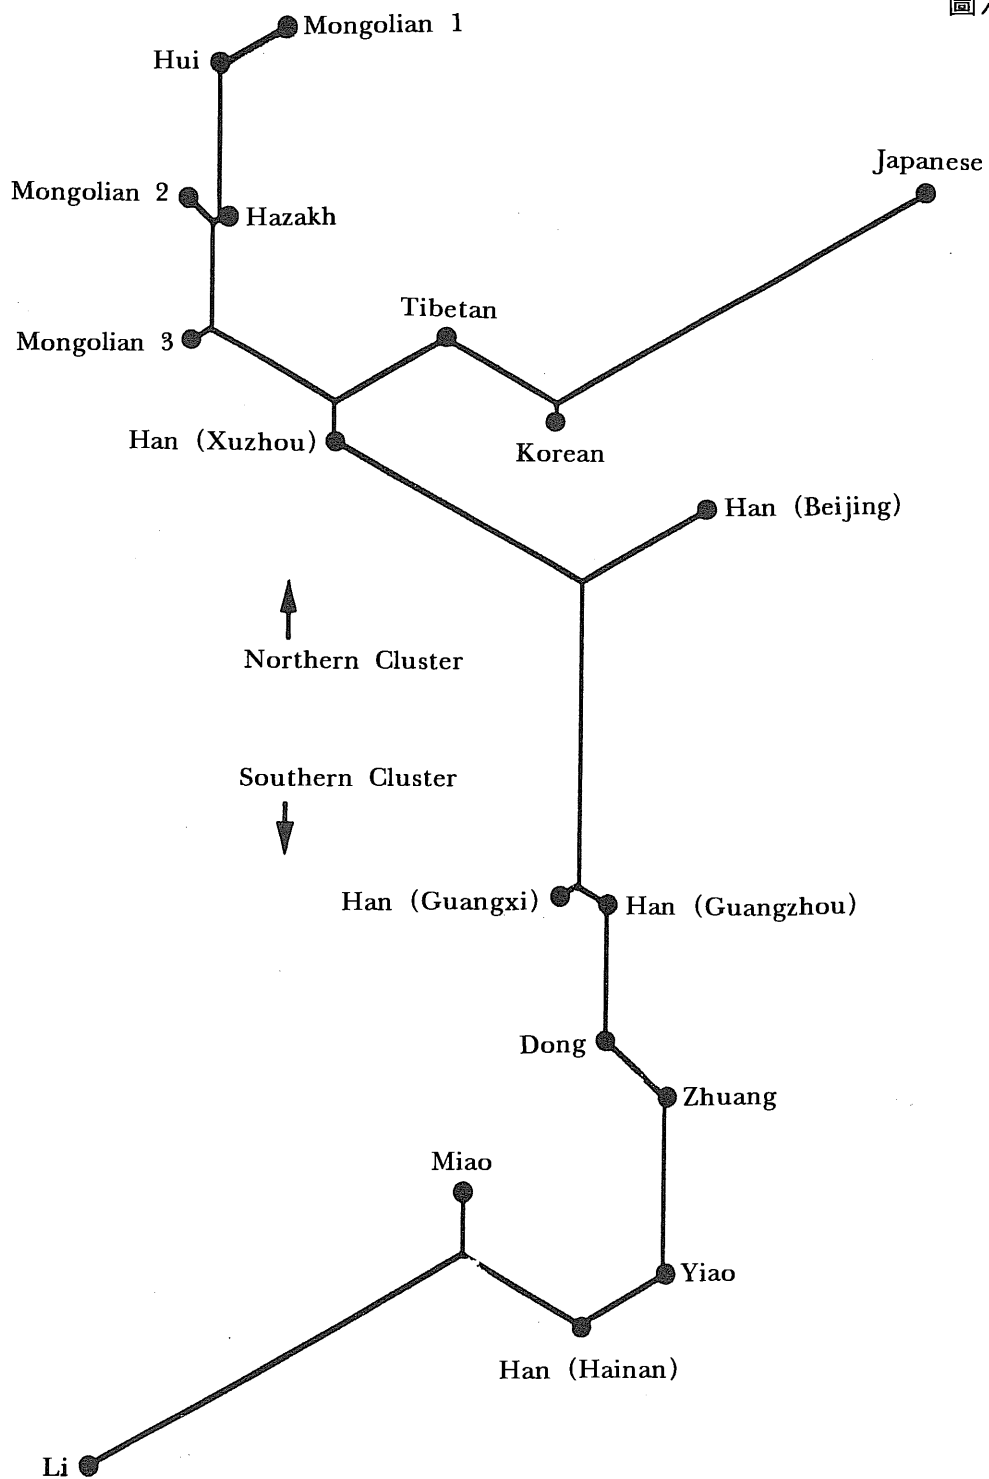 圖
Mongolian 1
Hui
Japanese
Mongolian 2
Hazakh
Tibetan
Mongolian 3
Han (Xuzhou)
Korean
Han (Beijing)
Northern Cluster
Southern Cluster
Han (Guangxi)
Han (Guangzhou)
Dong
Zhuang
Miao
Yiao
Han (Hainan)
Li